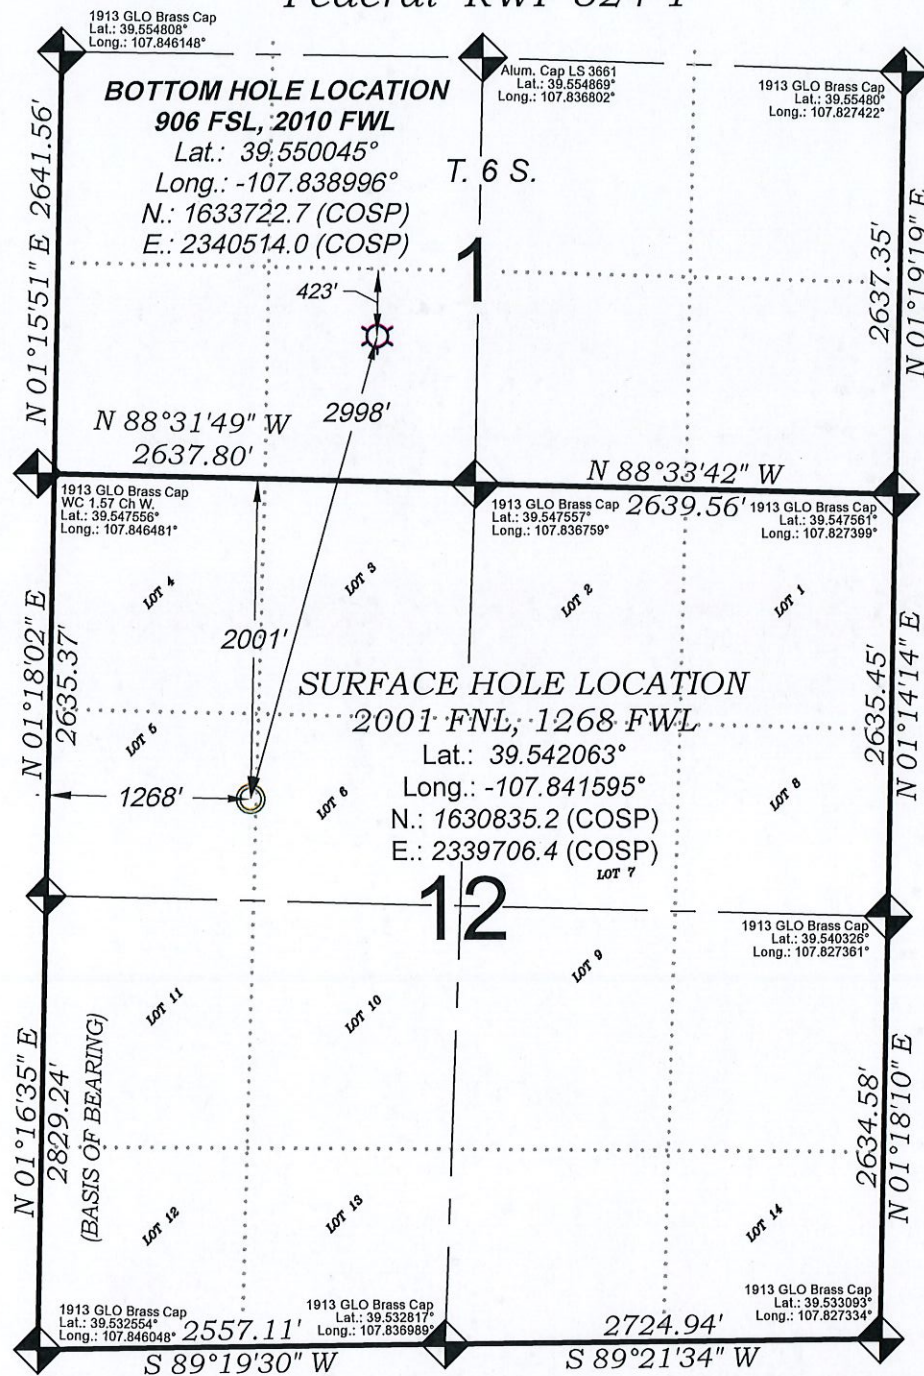 Federal RWF 324-1
1913 GLO Brass Cap
Lat.: 39.554808°
Long.: 107.846148°
Alum. Cap LS 3661
Lat.: 39.554869°
Long.: 107.836802°
1913 GLO Brass Cap
Lat.: 39.55480°
Long.: 107.827422°
BOTTOM HOLE LOCATION
906 FSL, 2010 FWL
Lat.: 39.550045°
Long.: -107.838996°
N.: 1633722.7 (COSP)
E.: 2340514.0 (COSP)
T. 6 S.
1
N 01°15'51" E 2641.56'
2637.35'
N 01°19'19" E
423'
2998'
N 88°31'49" W
2637.80'
N 88°33'42" W
2639.56'
1913 GLO Brass Cap
WC 1.57 Ch W.
Lat.: 39.547556°
Long.: 107.846481°
1913 GLO Brass Cap
Lat.: 39.547557°
Long.: 107.836759°
1913 GLO Brass Cap
Lat.: 39.547561°
Long.: 107.827399°
LOT 4
LOT 3
LOT 2
LOT 1
2001'
N 01°18'02" E
2635.37'
2635.45'
N 01°14'14" E
SURFACE HOLE LOCATION
2001 FNL, 1268 FWL
Lat.: 39.542063°
Long.: -107.841595°
N.: 1630835.2 (COSP)
E.: 2339706.4 (COSP)
LOT 5
LOT 6
LOT 8
1268'
LOT 7
12
1913 GLO Brass Cap
Lat.: 39.540326°
Long.: 107.827361°
LOT 9
LOT 11
LOT 10
N 01°16'35" E
2829.24'
(BASIS OF BEARING)
2634.58'
N 01°18'10" E
LOT 12
LOT 13
LOT 14
1913 GLO Brass Cap
Lat.: 39.532554°
Long.: 107.846048°
1913 GLO Brass Cap
Lat.: 39.532817°
Long.: 107.836989°
1913 GLO Brass Cap
Lat.: 39.533093°
Long.: 107.827334°
2557.11'
S 89°19'30" W
2724.94'
S 89°21'34" W